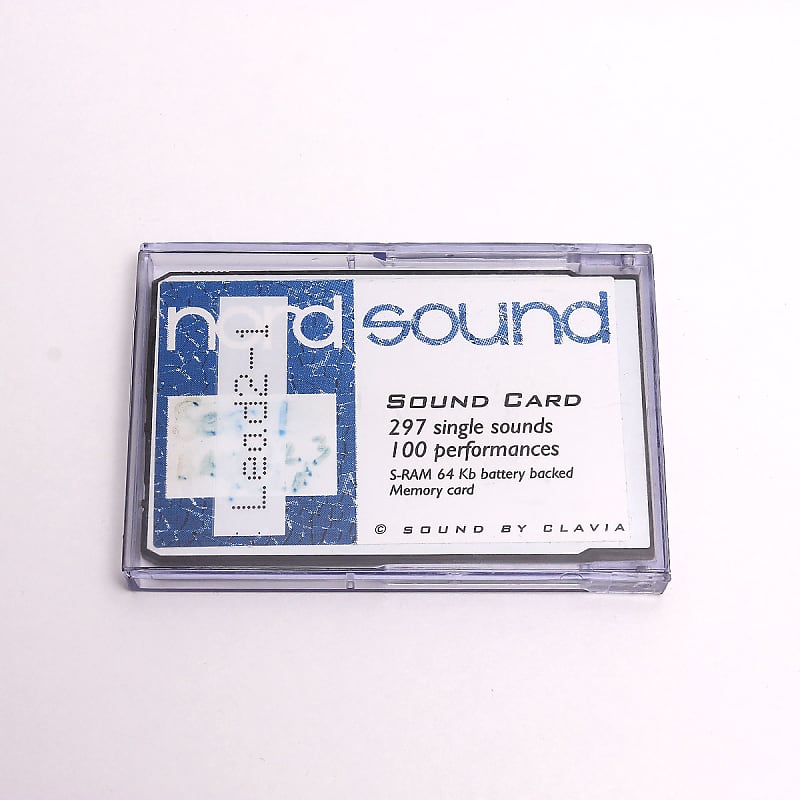 nord sound
Lead2-1
SOUND CARD
297 single sounds
100 performances
S-RAM 64 Kb battery backed
Memory card
© SOUND BY CLAVIA